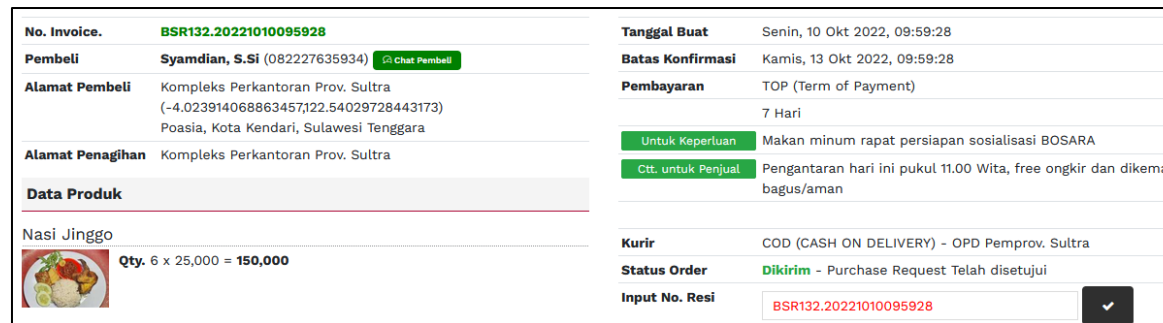 No. Invoice. BSR132.20221010095928
Pembeli Syamdian, S.Si (082227635934) Chat Pembeli
Alamat Pembeli Kompleks Perkantoran Prov. Sultra
(-4.023914068863457,122.54029728443173)
Poasia, Kota Kendari, Sulawesi Tenggara
Alamat Penagihan Kompleks Perkantoran Prov. Sultra
Data Produk
Nasi Jinggo
Qty. 6 x 25,000 = 150,000
Tanggal Buat Senin, 10 Okt 2022, 09:59:28
Batas Konfirmasi Kamis, 13 Okt 2022, 09:59:28
Pembayaran TOP (Term of Payment)
7 Hari
Untuk Keperluan Makan minum rapat persiapan sosialisasi BOSARA
Ctt. untuk Penjual Pengantaran hari ini pukul 11.00 Wita, free ongkir dan dikema
bagus/aman
Kurir COD (CASH ON DELIVERY) - OPD Pemprov. Sultra
Status Order Dikirim - Purchase Request Telah disetujui
Input No. Resi BSR132.20221010095928